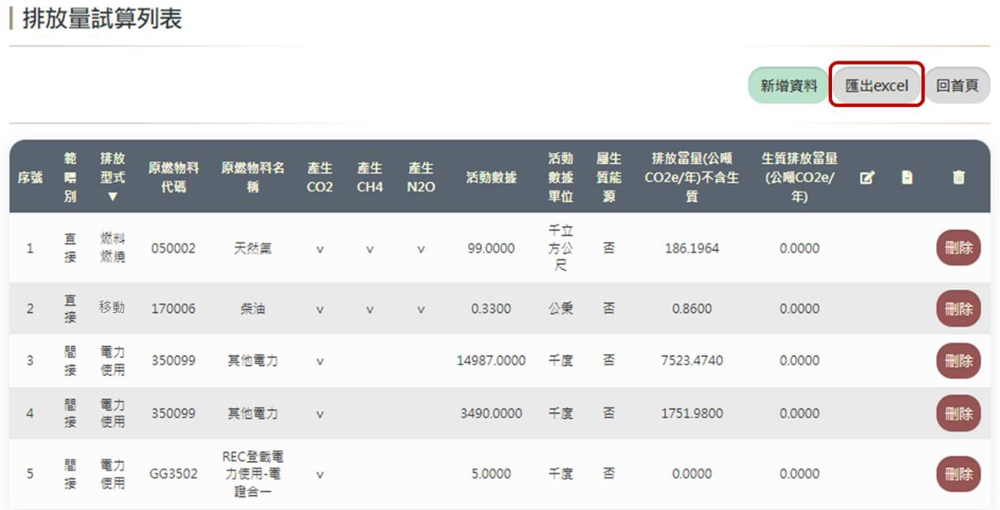 排放量試算列表
新增資料 匯出excel 回首頁
序號 範疇別 排放型式▼ 原燃物料代碼 原燃物料名稱 產生CO2 產生CH4 產生N2O 活動數據 活動數據單位 屬生質能源 排放當量(公噸CO2e/年)不含生質 生質排放當量(公噸CO2e/年)
1 直接 燃料燃燒 050002 天然氣 v v v 99.0000 千立方公尺 否 186.1964 0.0000 刪除
2 直接 移動 170006 柴油 v v v 0.3300 公秉 否 0.8600 0.0000 刪除
3 間接 電力使用 350099 其他電力 v 14987.0000 千度 否 7523.4740 0.0000 刪除
4 間接 電力使用 350099 其他電力 v 3490.0000 千度 否 1751.9800 0.0000 刪除
5 間接 電力使用 GG3502 REC登載電力使用-電證合一 v 5.0000 千度 否 0.0000 0.0000 刪除